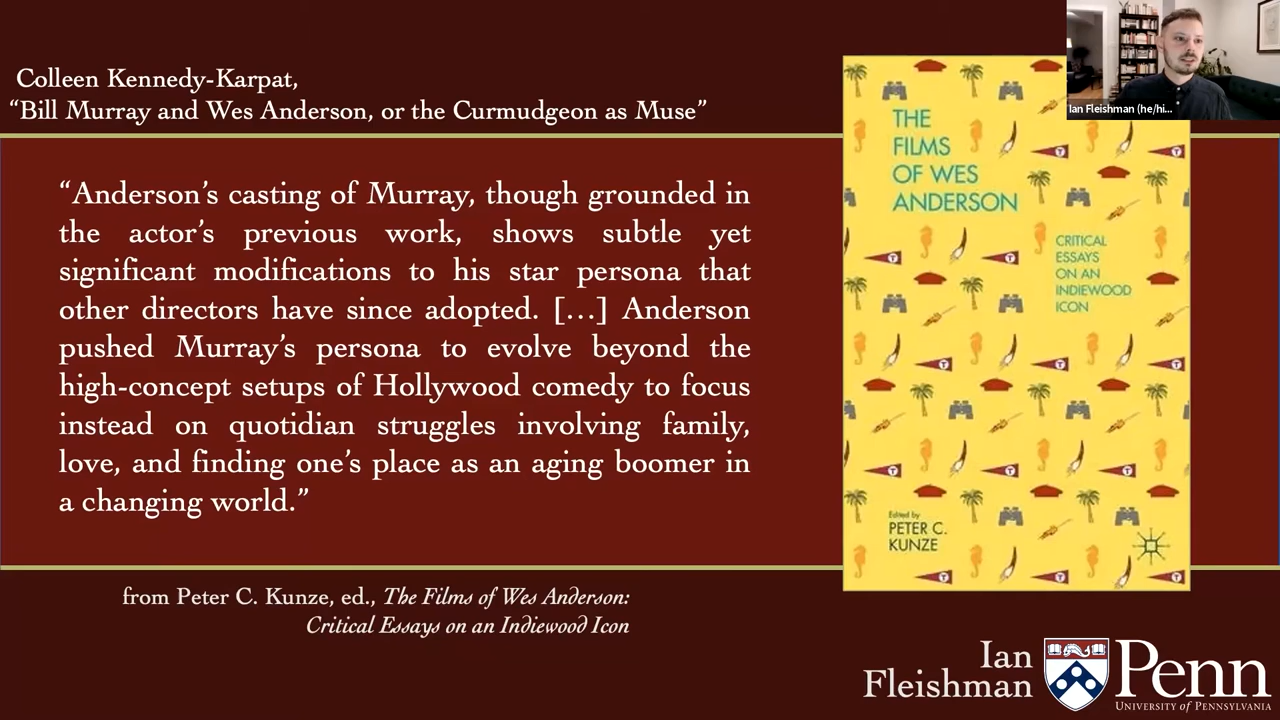 Colleen Kennedy-Karpat,
“Bill Murray and Wes Anderson, or the Curmudgeon as Muse”
“Anderson’s casting of Murray, though grounded in
the actor’s previous work, shows subtle yet
significant modifications to his star persona that
other directors have since adopted. […] Anderson
pushed Murray’s persona to evolve beyond the
high-concept setups of Hollywood comedy to focus
instead on quotidian struggles involving family,
love, and finding one’s place as an aging boomer in
a changing world.”
from Peter C. Kunze, ed., The Films of Wes Anderson:
Critical Essays on an Indiewood Icon
THE
FILMS
OF WES
ANDERSON
CRITICAL
ESSAYS
ON AN
INDIEWOOD
ICON
Edited by
PETER C.
KUNZE
Ian Fleishman (he/hi...
Ian
Fleishman
Penn
UNIVERSITY of PENNSYLVANIA